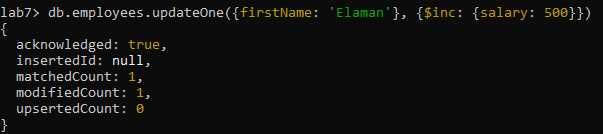 lab7> db.employees.updateOne({firstName: 'Elaman'}, {$inc: {salary: 500}})
{
  acknowledged: true,
  insertedId: null,
  matchedCount: 1,
  modifiedCount: 1,
  upsertedCount: 0
}